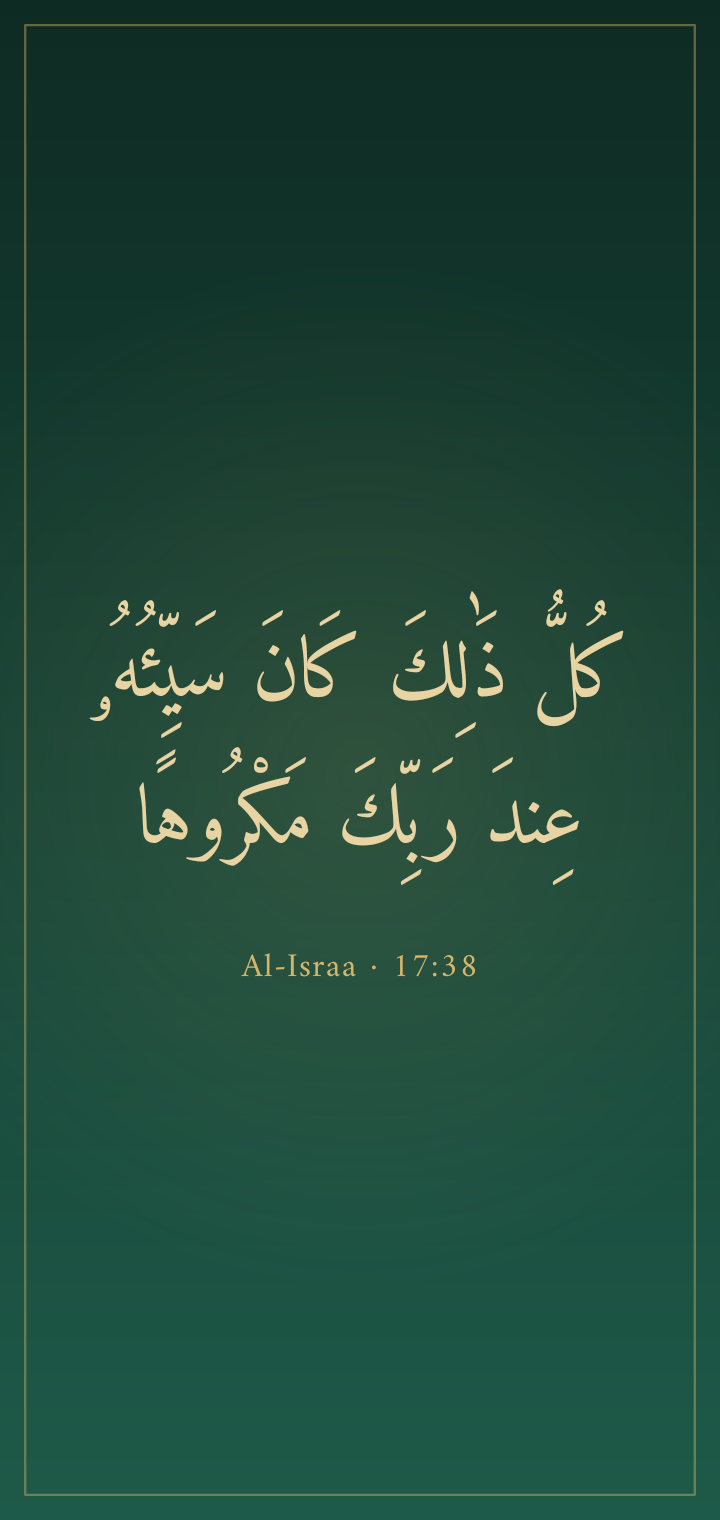 كُلُّ ذَٰلِكَ كَانَ سَيِّئُهُۥ
عِندَ رَبِّكَ مَكْرُوهًا
Al-Israa · 17:38